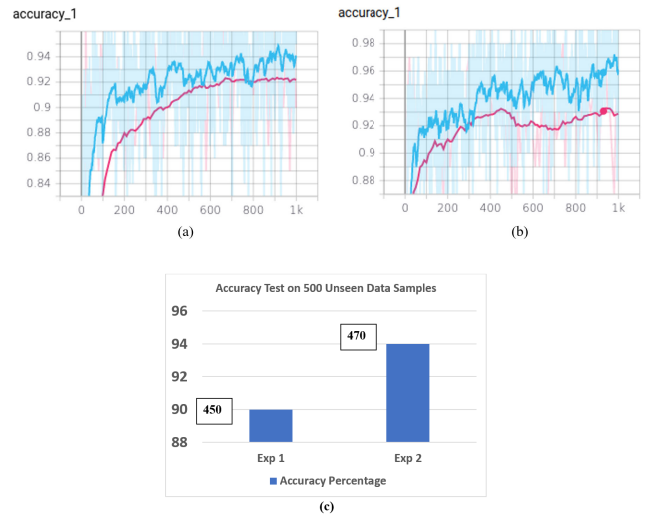 accuracy_1
0.94
0.92
0.9
0.88
0.86
0.84
0 200 400 600 800 1k
(a)
accuracy_1
0.98
0.96
0.94
0.92
0.9
0.88
0 200 400 600 800 1k
(b)
Accuracy Test on 500 Unseen Data Samples
96
94
92
90
88
450
470
Exp 1 Exp 2
Accuracy Percentage
(c)